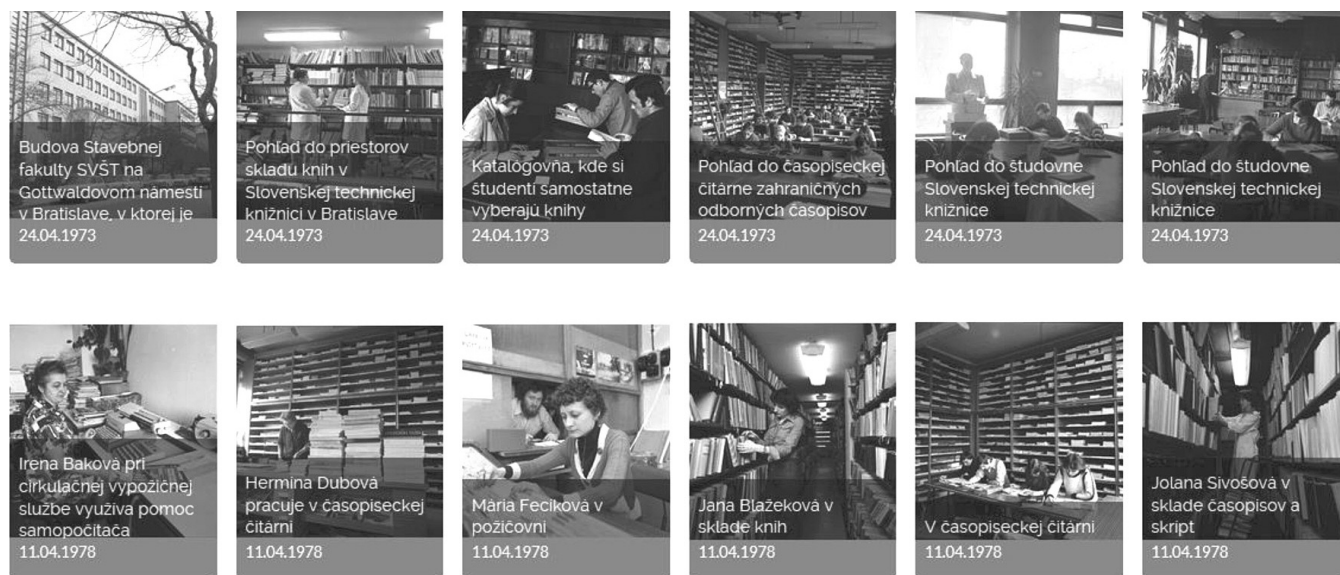 Budova Stavebnej
fakulty SVŠT na
Gottwaldovom námestí
v Bratislave, v ktorej je
24.04.1973
Pohľad do priestorov
skladu kníh v
Slovenskej technickej
knižnici v Bratislave
24.04.1973
Katalógovňa, kde si
študenti samostatne
vyberajú knihy
24.04.1973
Pohľad do časopiseckej
čitárne zahraničných
odborných časopisov
24.04.1973
Pohľad do študovne
Slovenskej technickej
knižnice
24.04.1973
Pohľad do študovne
Slovenskej technickej
knižnice
24.04.1973
Irena Baková pri
cirkulačnej výpožičnej
službe využíva pomoc
samopočítača
11.04.1978
Hermína Dubová
pracuje v časopiseckej
čitárni
11.04.1978
Mária Feciková v
požičovni
11.04.1978
Jana Blažeková v
sklade kníh
11.04.1978
V časopiseckej čitárni
11.04.1978
Jolana Sivošová v
sklade časopisov a
skrípt
11.04.1978